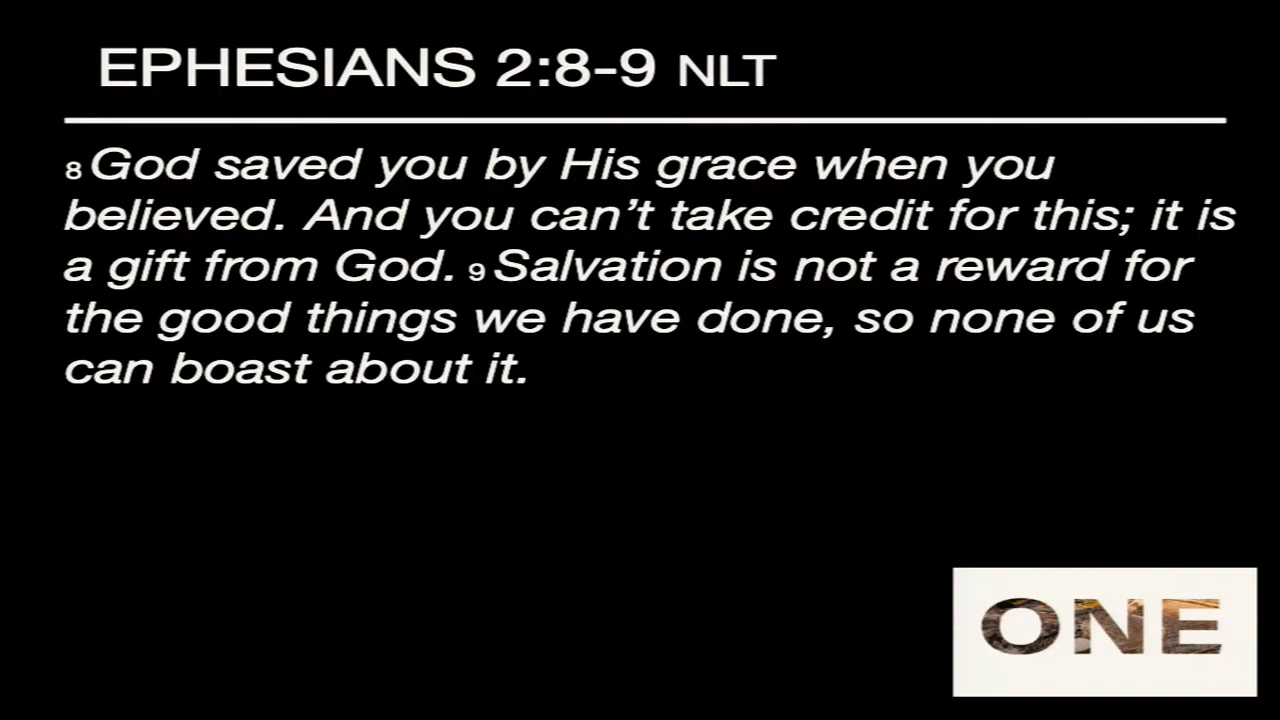 EPHESIANS 2:8-9 NLT
8 God saved you by His grace when you
believed. And you can’t take credit for this; it is
a gift from God. 9 Salvation is not a reward for
the good things we have done, so none of us
can boast about it.
ONE